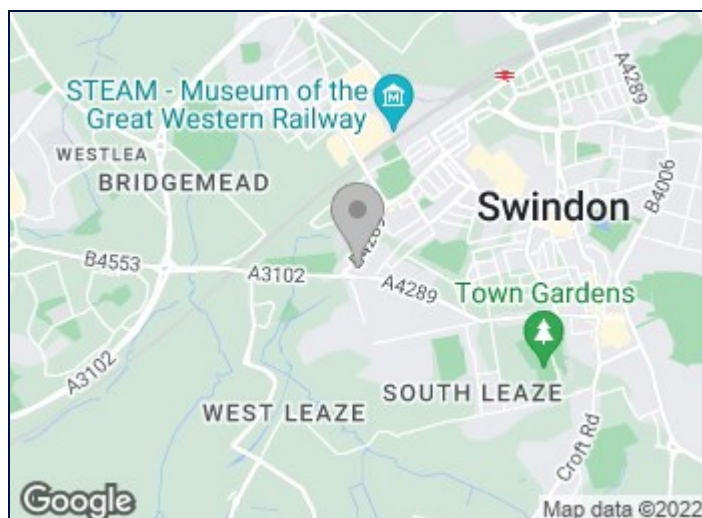 STEAM - Museum of the
Great Western Railway
A4289
WESTLEA
BRIDGEMEAD
B4006
Swindon
A4289
B4553
A3102
A4289
Town Gardens
A3102
SOUTH LEAZE
WEST LEAZE
Croft Rd
Google
Map data ©2022